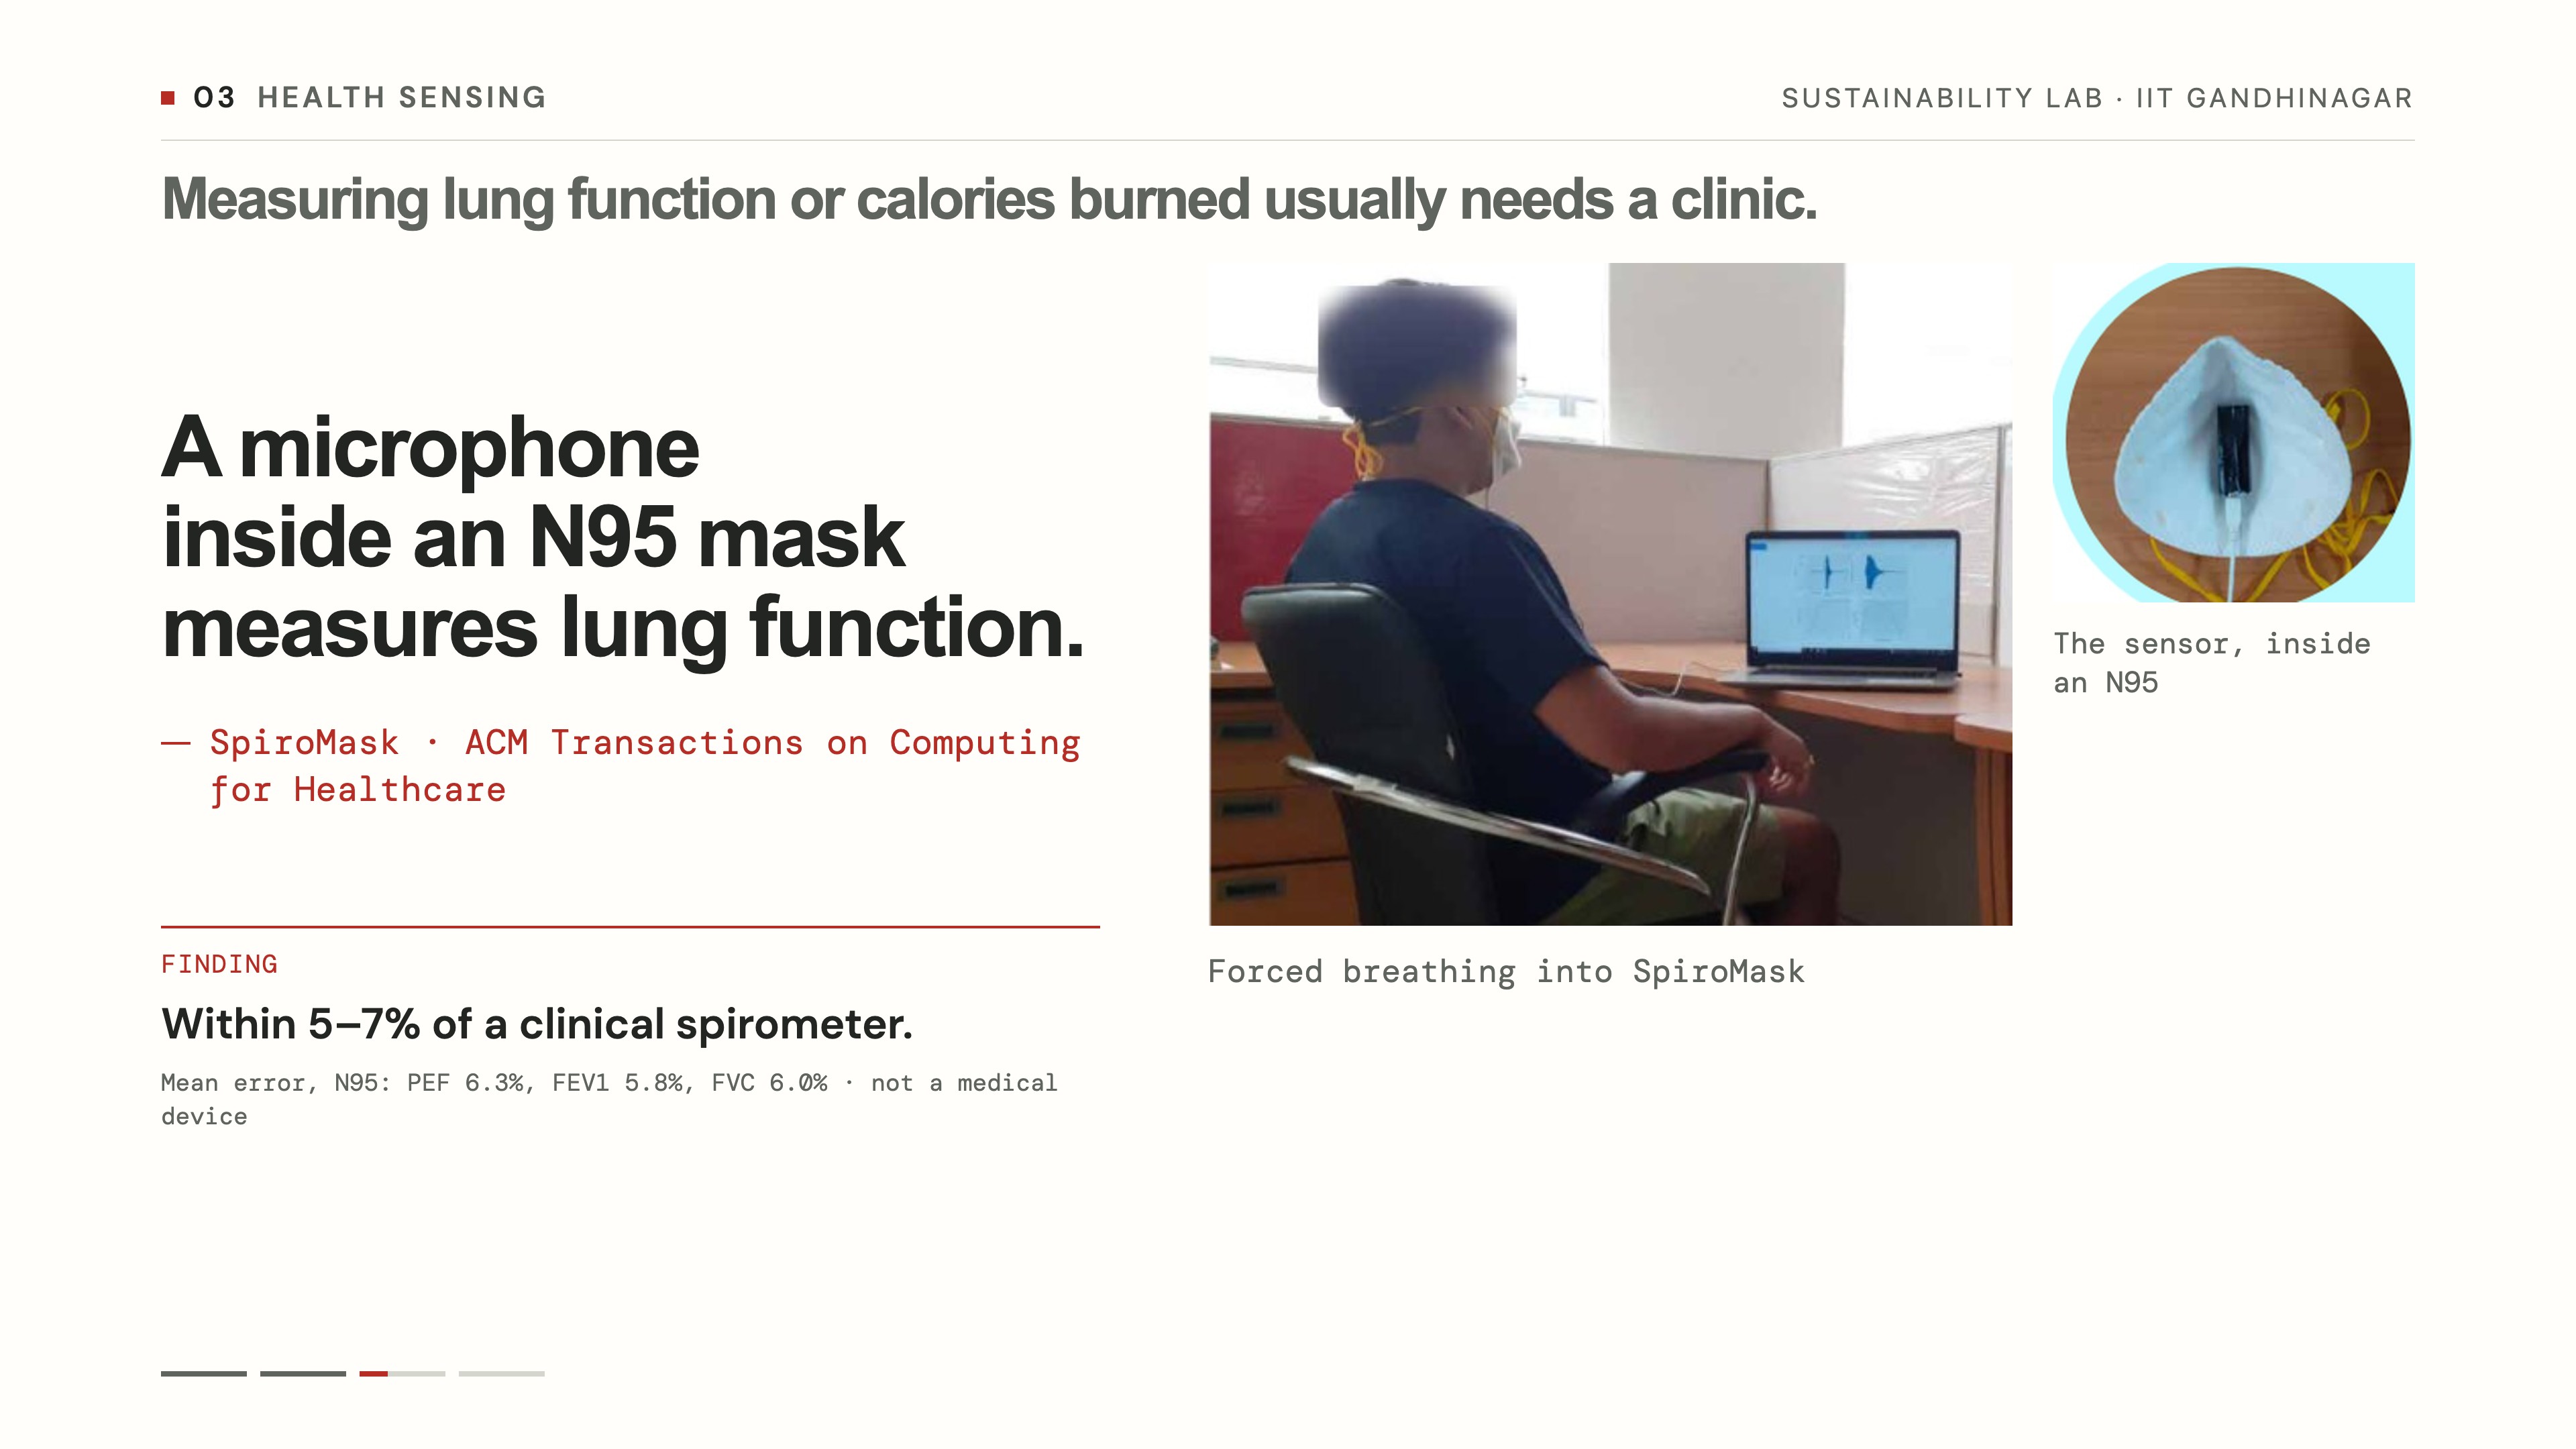 03 HEALTH SENSING
SUSTAINABILITY LAB · IIT GANDHINAGAR
Measuring lung function or calories burned usually needs a clinic.
A microphone
inside an N95 mask
measures lung function.
— SpiroMask · ACM Transactions on Computing
for Healthcare
FINDING
Within 5–7% of a clinical spirometer.
Mean error, N95: PEF 6.3%, FEV1 5.8%, FVC 6.0% · not a medical
device
Forced breathing into SpiroMask
The sensor, inside
an N95